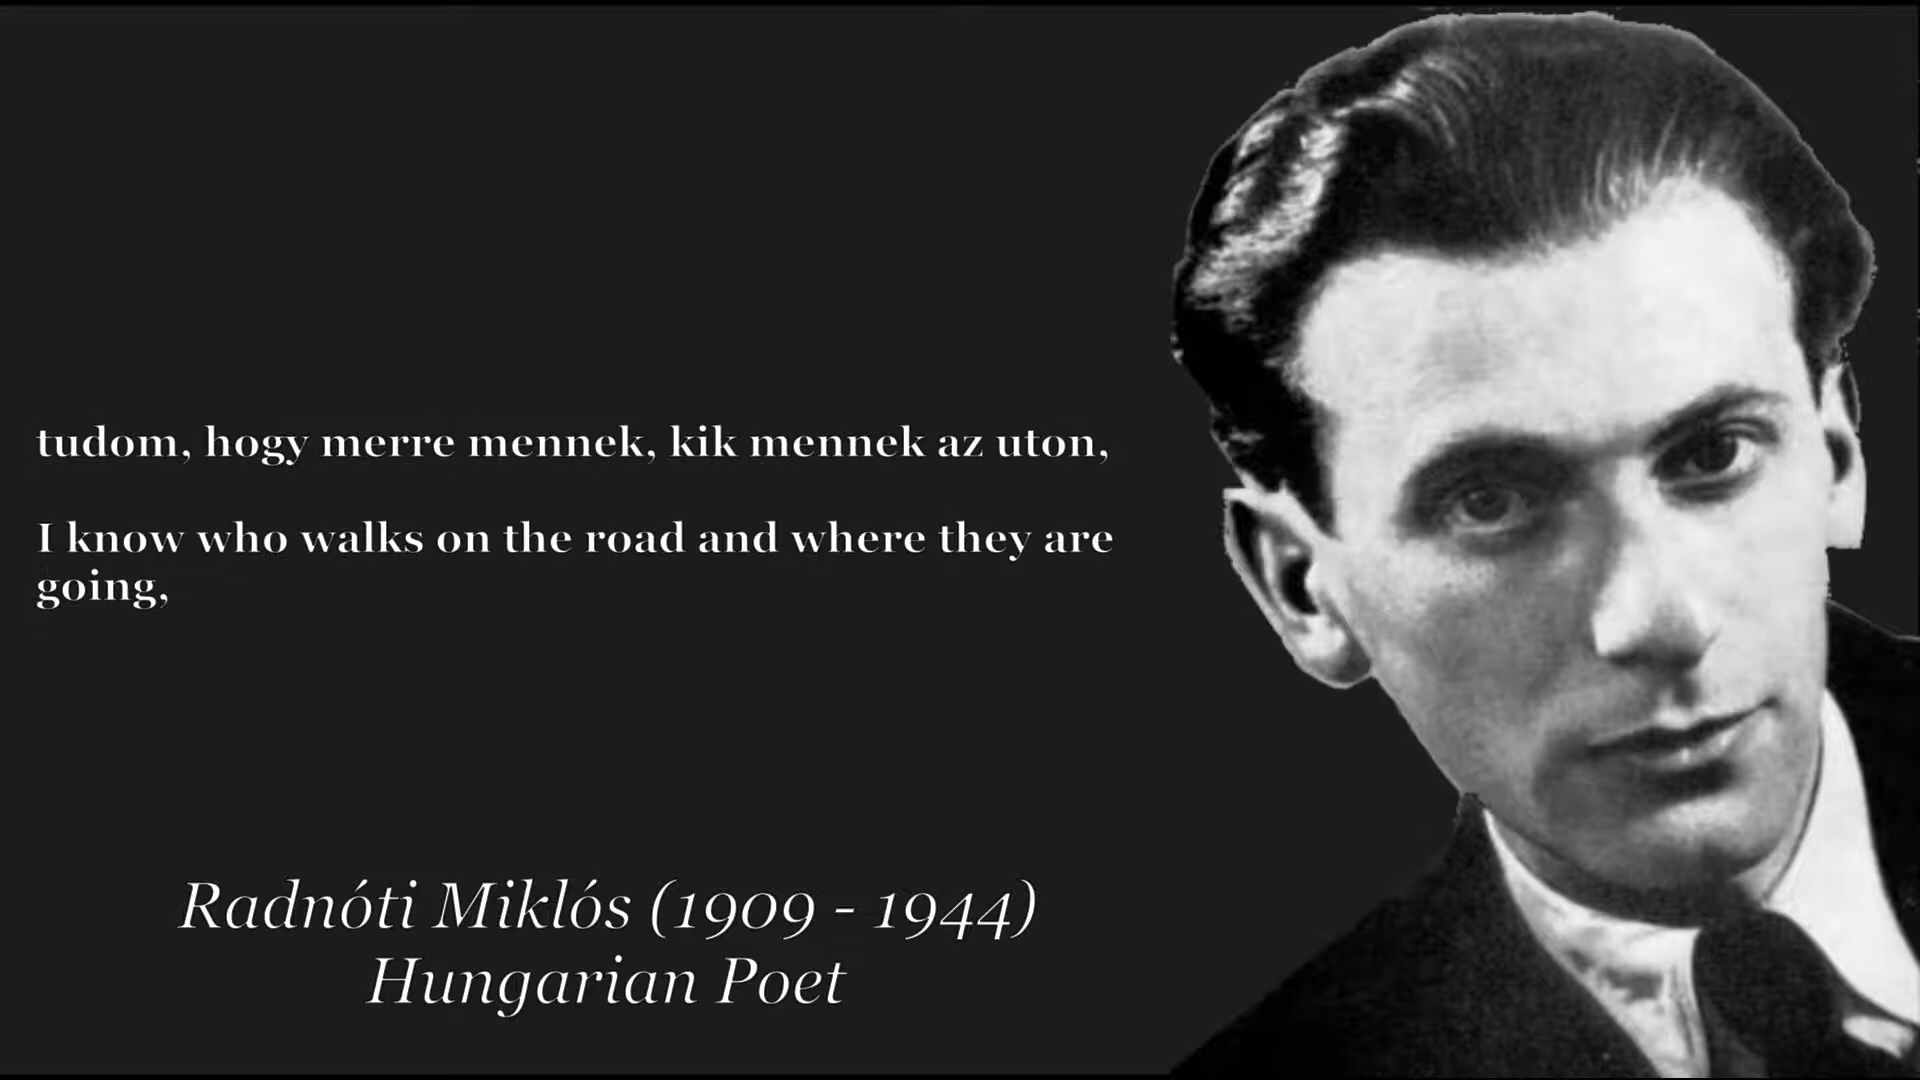 tudom, hogy merre mennek, kik mennek az uton,
I know who walks on the road and where they are
going,
Radnóti Miklós (1909 - 1944)
Hungarian Poet